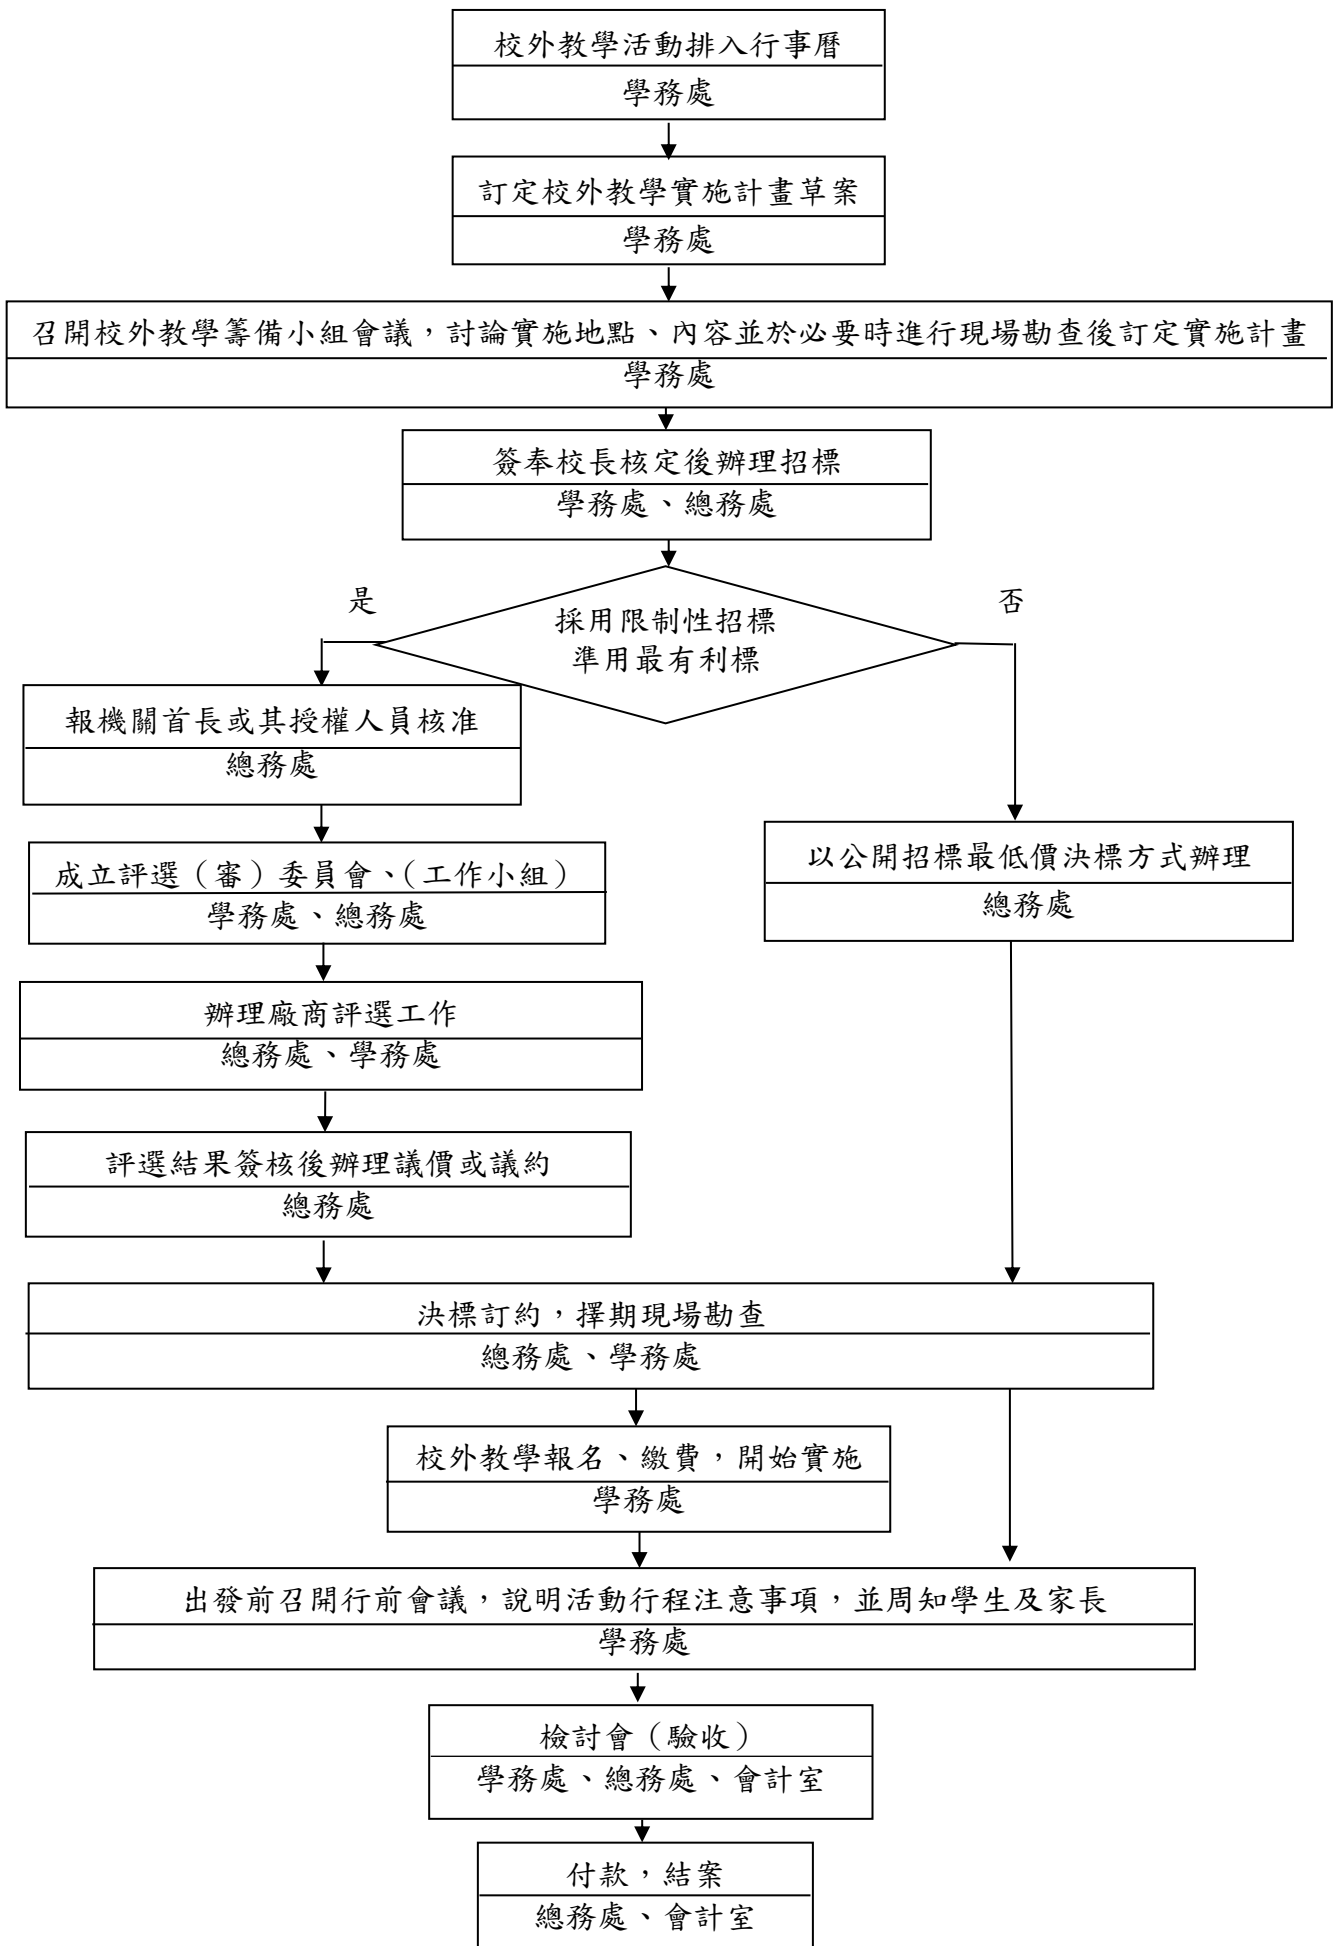 校外教學活動排入行事曆
學務處
訂定校外教學實施計畫草案
學務處
召開校外教學籌備小組會議，討論實施地點、內容並於必要時進行現場勘查後訂定實施計畫
學務處
簽奉校長核定後辦理招標
學務處、總務處
是
否
採用限制性招標
準用最有利標
報機關首長或其授權人員核准
總務處
成立評選（審）委員會、（工作小組）
學務處、總務處
以公開招標最低價決標方式辦理
總務處
辦理廠商評選工作
總務處、學務處
評選結果簽核後辦理議價或議約
總務處
決標訂約，擇期現場勘查
總務處、學務處
校外教學報名、繳費，開始實施
學務處
出發前召開行前會議，說明活動行程注意事項，並周知學生及家長
學務處
檢討會（驗收）
學務處、總務處、會計室
付款，結案
總務處、會計室